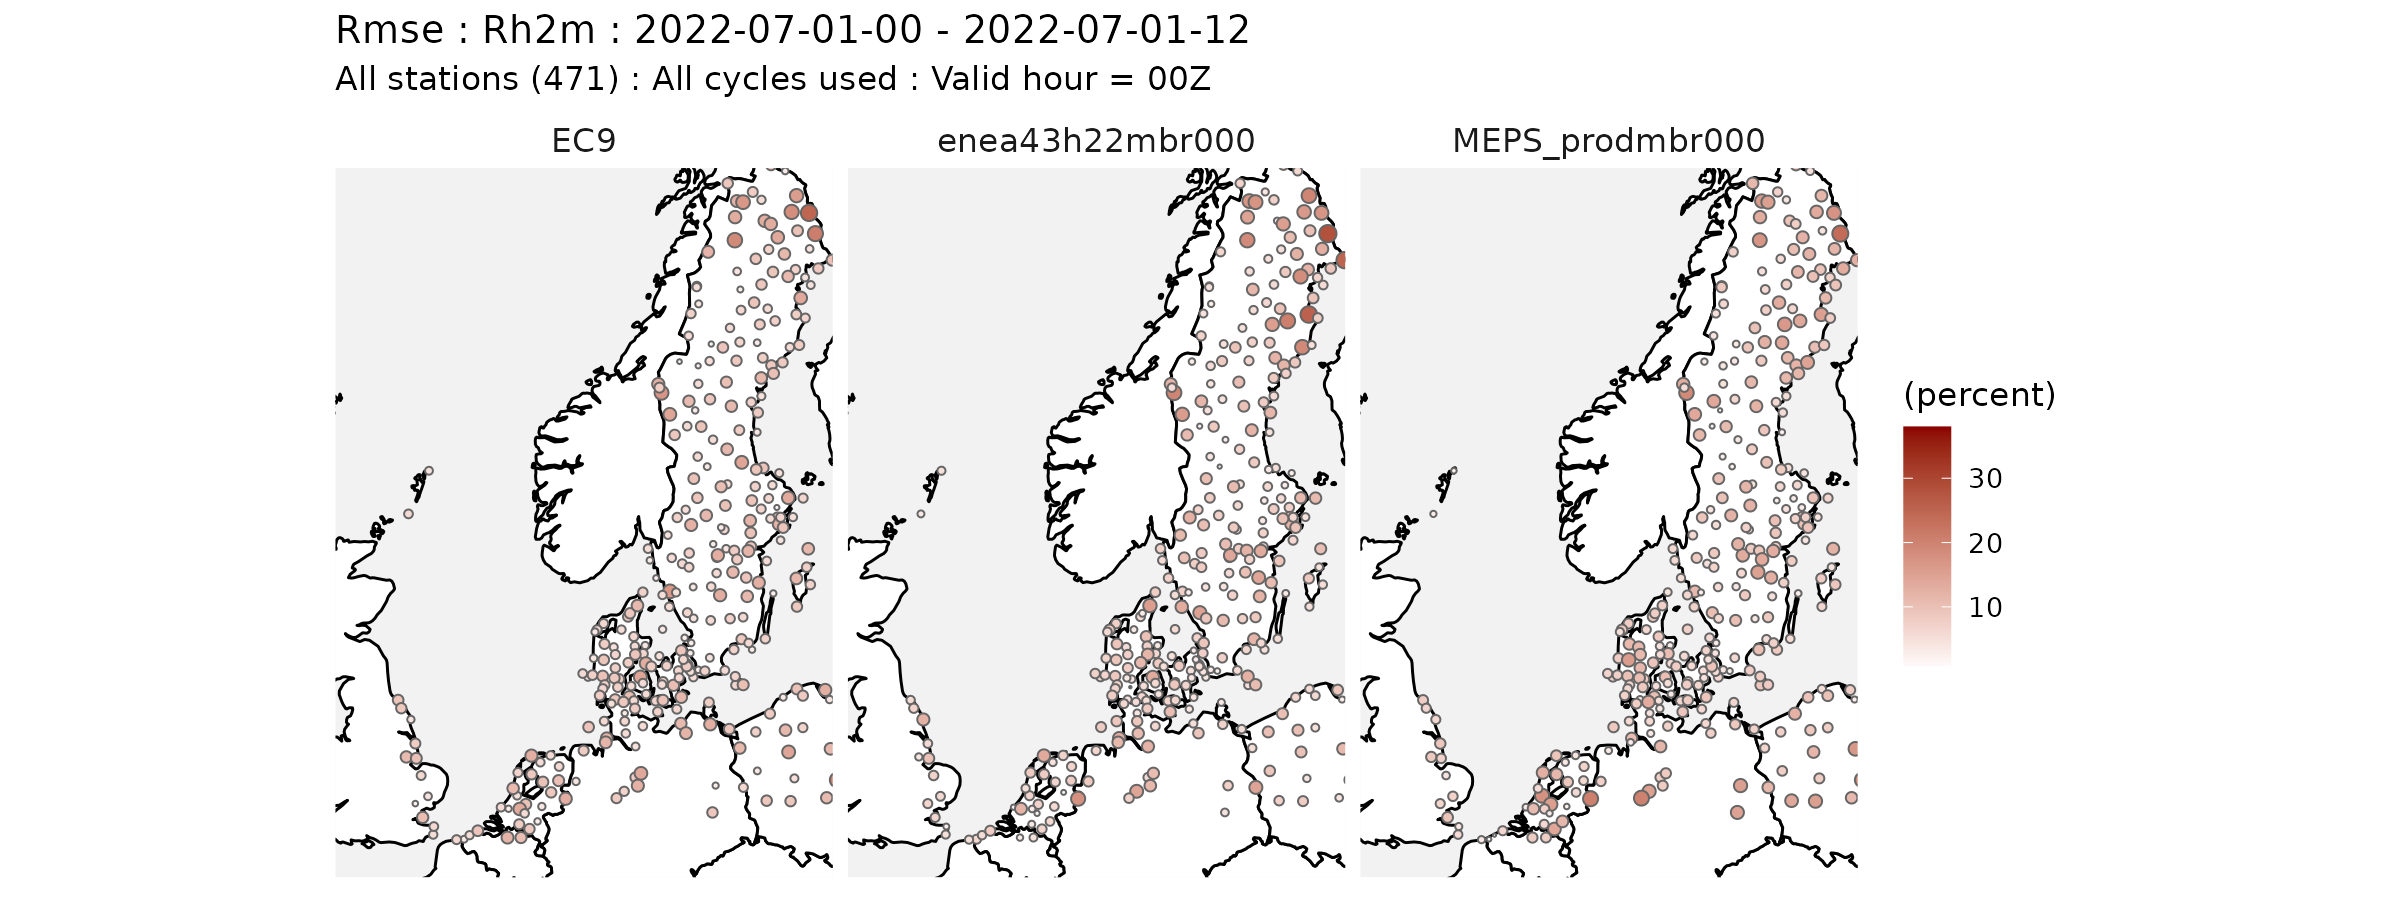 Rmse : Rh2m : 2022-07-01-00 - 2022-07-01-12
All stations (471) : All cycles used : Valid hour = 00Z
EC9
enea43h22mbr000
MEPS_prodmbr000
(percent)
30
20
10